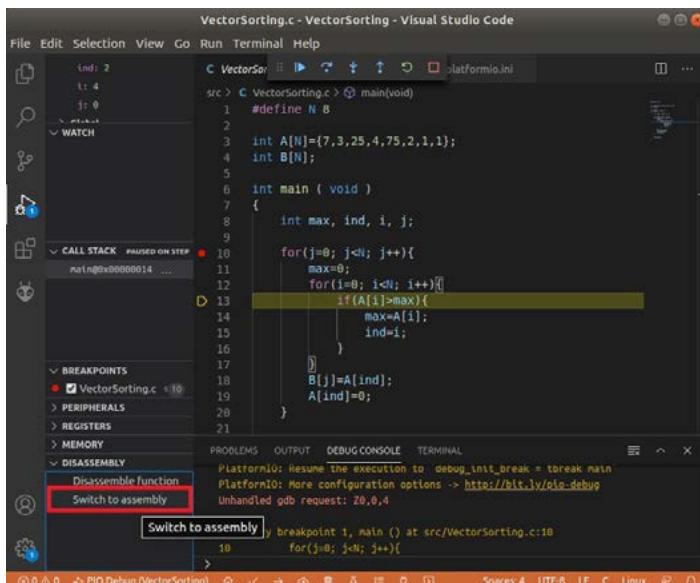 VectorSorting.c - VectorSorting - Visual Studio Code
File Edit Selection View Go Run Terminal Help
ind: 2
i: 4
j: 0
> Global
WATCH
CALL STACK PAUSED ON STEP
main@0x00000014 ...
BREAKPOINTS
VectorSorting.c 10
> PERIPHERALS
> REGISTERS
> MEMORY
DISASSEMBLY
Disassemble function
Switch to assembly
Switch to assembly
C VectorSor platformio.ini
src > C VectorSorting.c > main(void)
1 #define N 8
2
3 int A[N]={7,3,25,4,75,2,1,1};
4 int B[N];
5
6 int main ( void )
7 {
8 int max, ind, i, j;
9
10 for(j=0; j<N; j++){
11 max=0;
12 for(i=0; i<N; i++){
13 if(A[i]>max){
14 max=A[i];
15 ind=i;
16 }
17 }
18 B[j]=A[ind];
19 A[ind]=0;
20 }
21
PROBLEMS OUTPUT DEBUG CONSOLE TERMINAL
PlatformIO: Resume the execution to debug_init_break = tbreak main
PlatformIO: More configuration options -> http://bit.ly/pio-debug
Unhandled gdb request: Z0,0,4
y breakpoint 1, main () at src/VectorSorting.c:10
10 for(j=0; j<N; j++){
>
0 0 PIO Debug (VectorSorting) Spaces: 4 UTF-8 LF C Linux